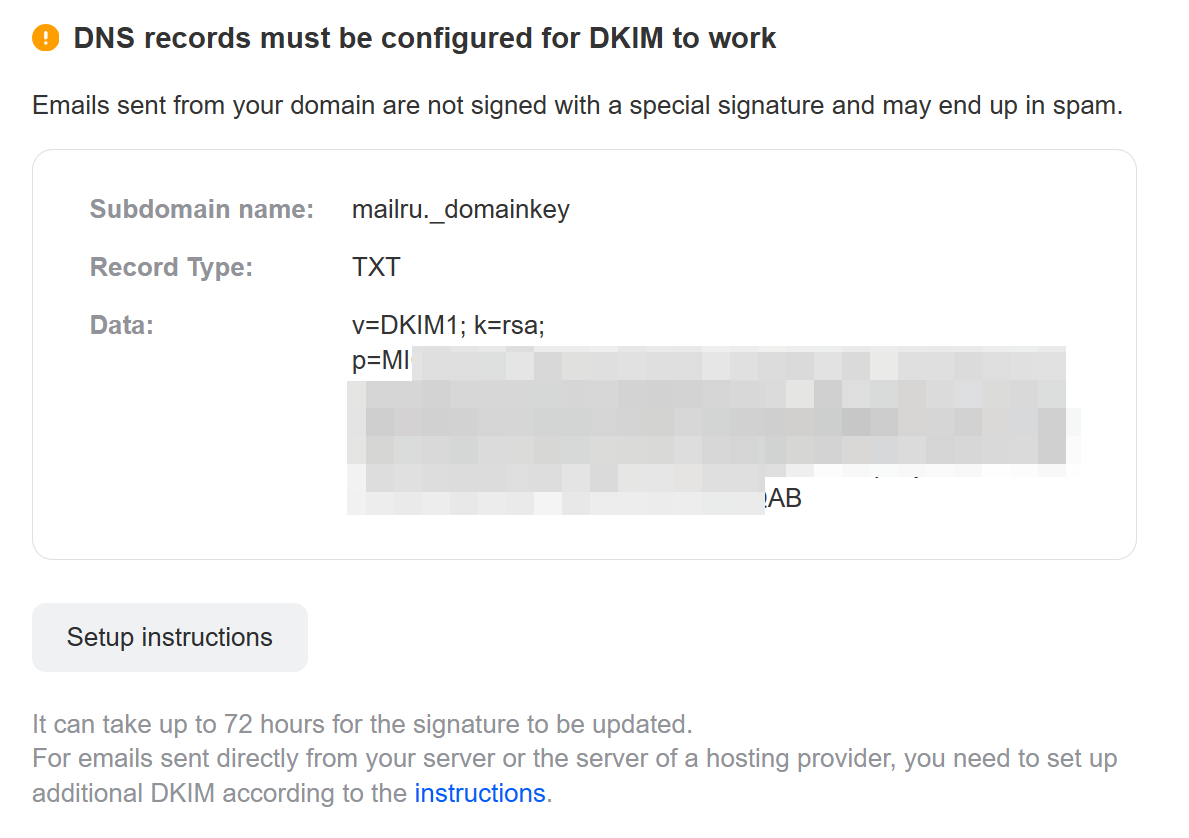 DNS records must be configured for DKIM to work
Emails sent from your domain are not signed with a special signature and may end up in spam.
Subdomain name: mailru._domainkey
Record Type: TXT
Data: v=DKIM1; k=rsa;
p=MI
AB
Setup instructions
It can take up to 72 hours for the signature to be updated.
For emails sent directly from your server or the server of a hosting provider, you need to set up
additional DKIM according to the instructions.